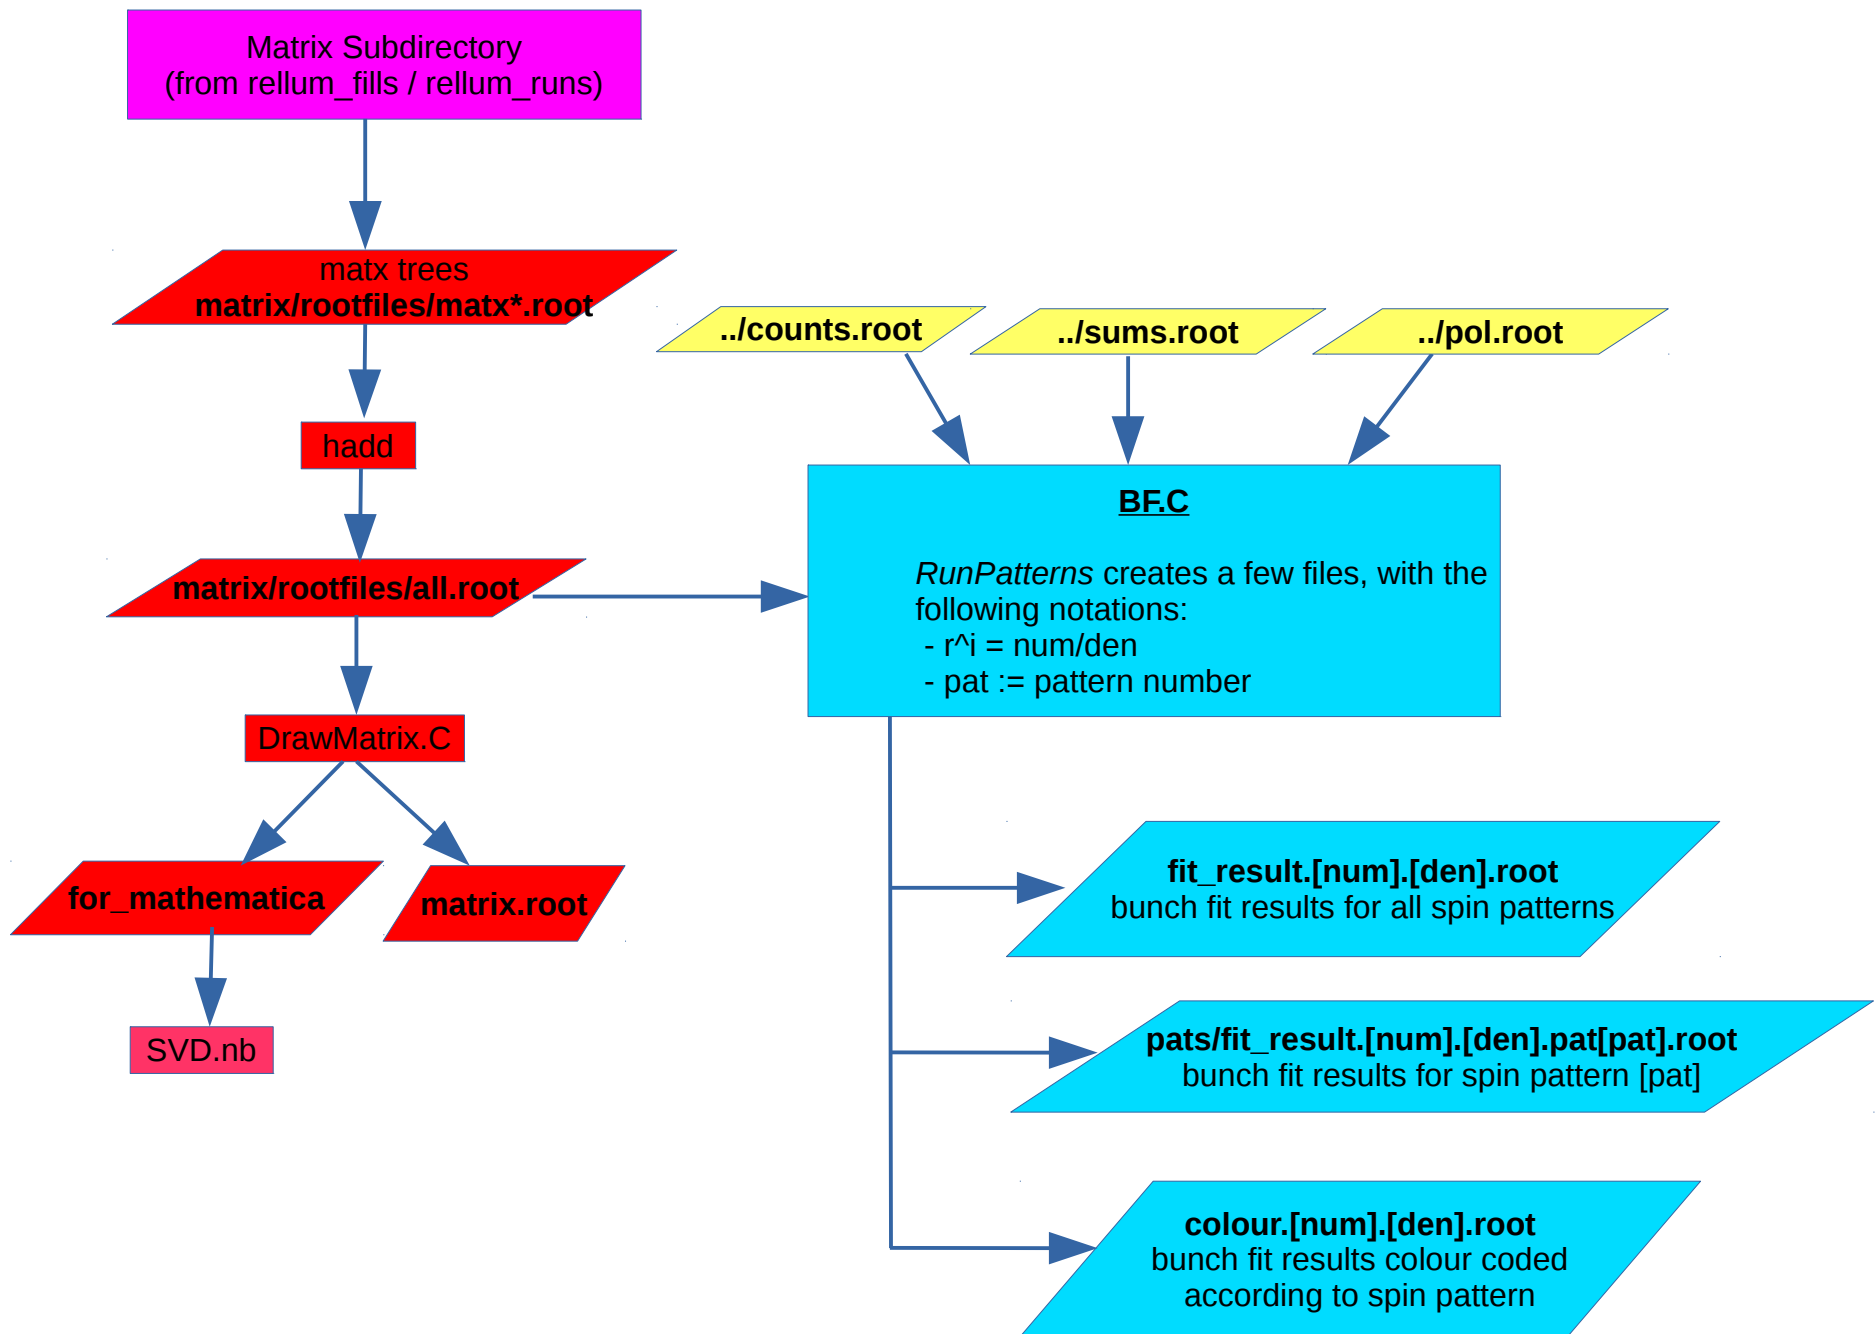 Matrix Subdirectory
(from rellum_fills / rellum_runs)
matx trees
matrix/rootfiles/matx*.root
../counts.root
../sums.root
../pol.root
hadd
BF.C
RunPatterns creates a few files, with the
following notations:
- r^i = num/den
- pat := pattern number
matrix/rootfiles/all.root
DrawMatrix.C
for_mathematica
matrix.root
SVD.nb
fit_result.[num].[den].root
bunch fit results for all spin patterns
pats/fit_result.[num].[den].pat[pat].root
bunch fit results for spin pattern [pat]
colour.[num].[den].root
bunch fit results colour coded
according to spin pattern